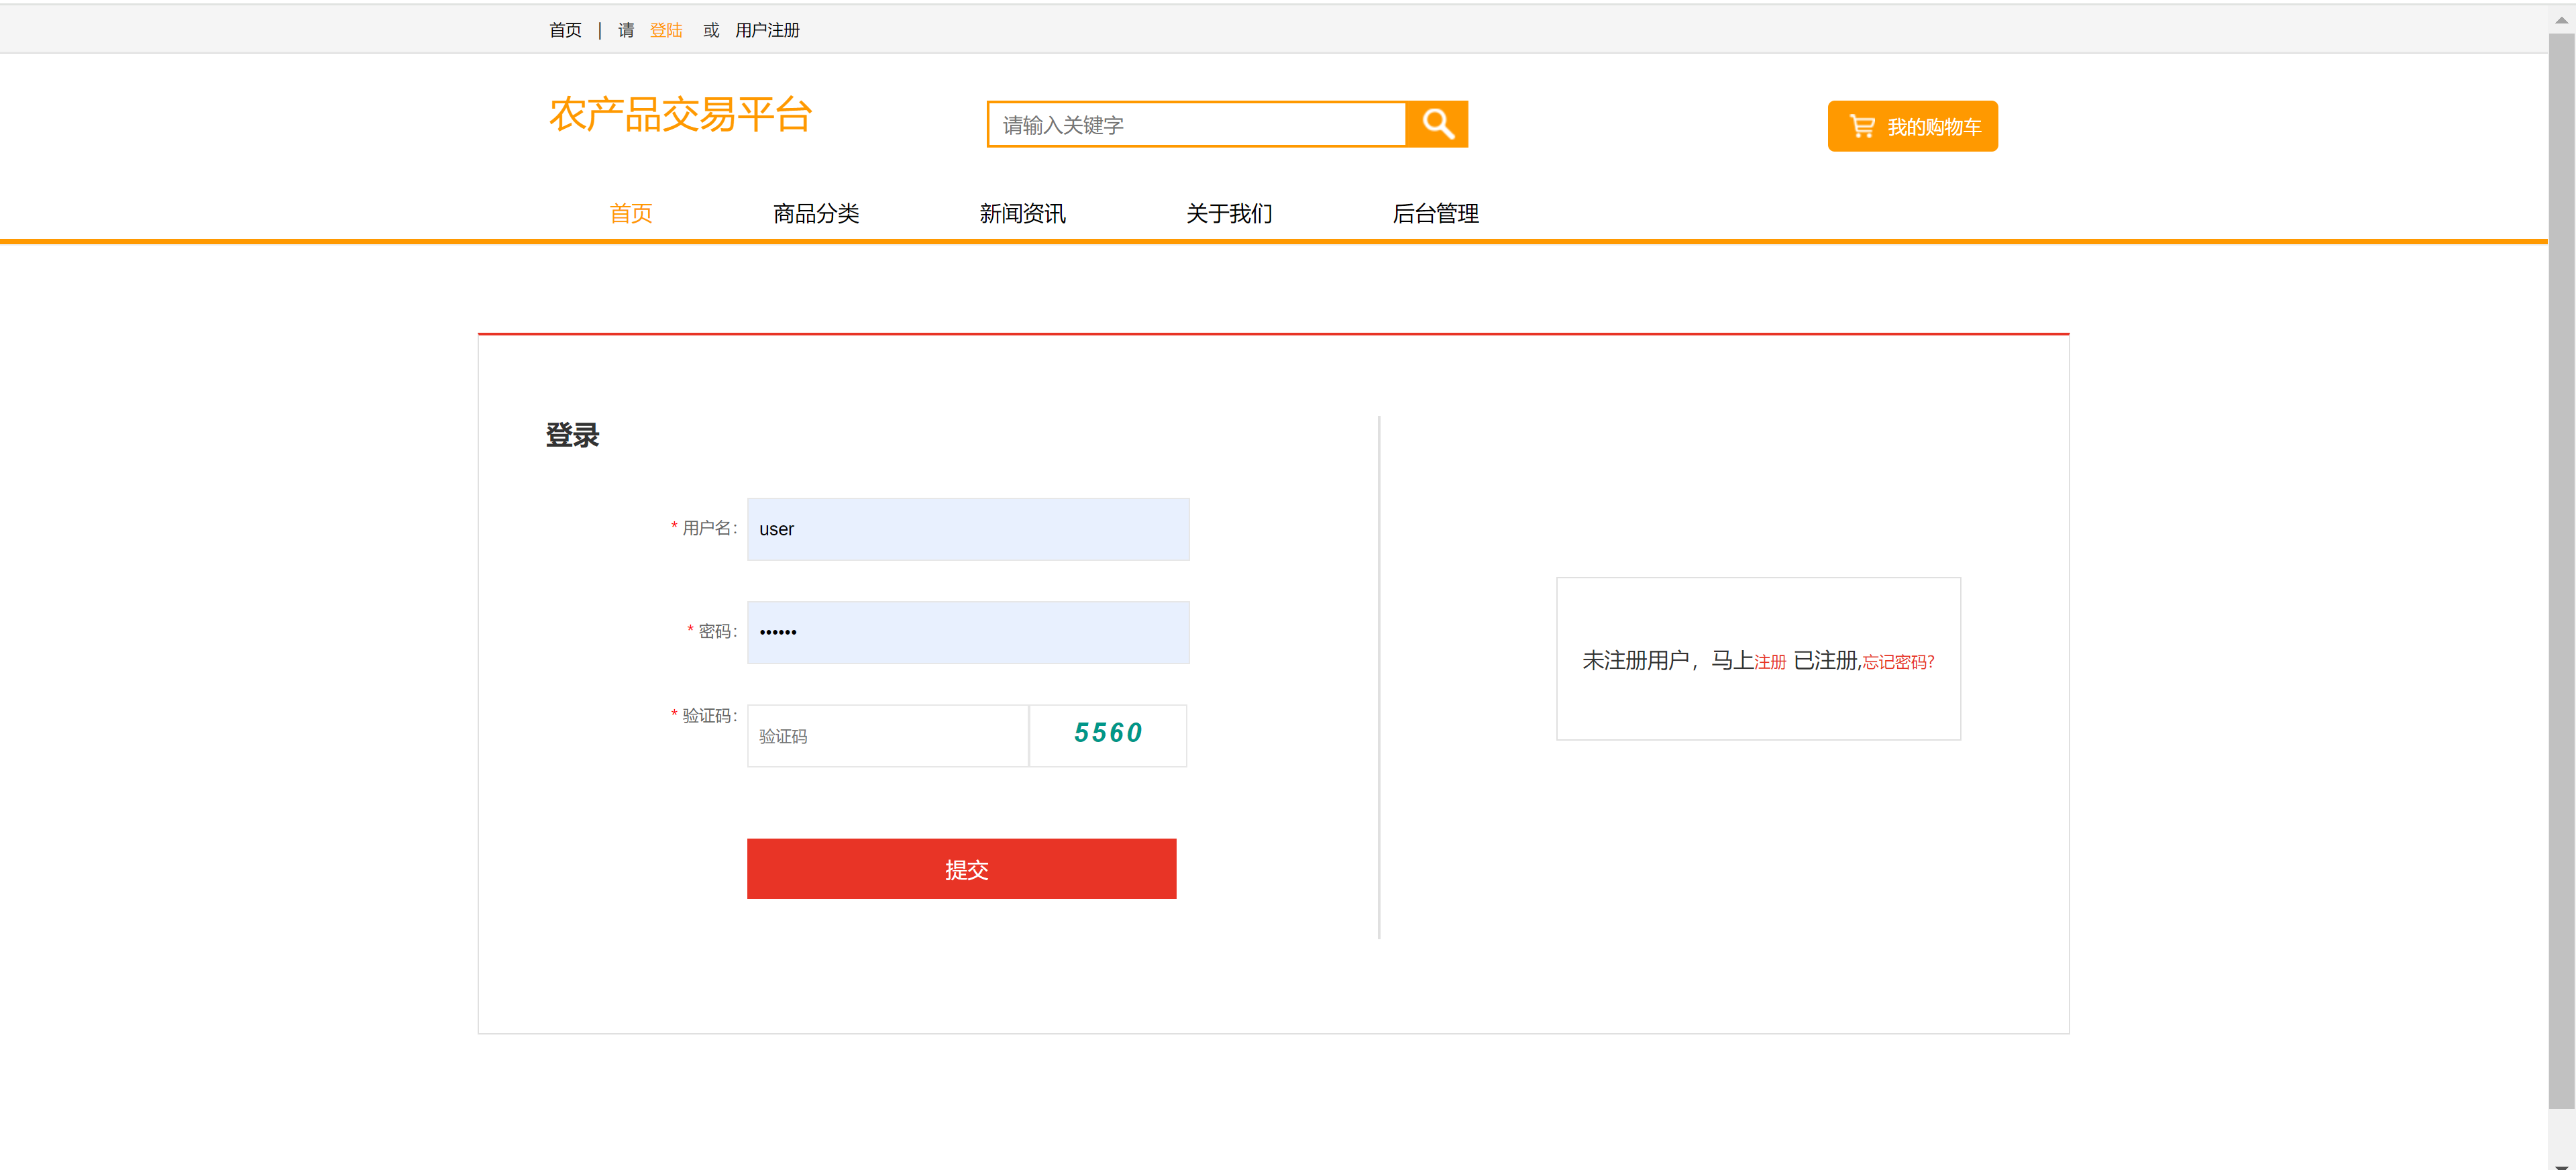 首页 | 请 登陆 或 用户注册
农产品交易平台
请输入关键字
我的购物车
首页 商品分类 新闻资讯 关于我们 后台管理
登录
* 用户名: user
* 密码: ••••••
* 验证码: 验证码 5560
未注册用户，马上注册 已注册,忘记密码?
提交